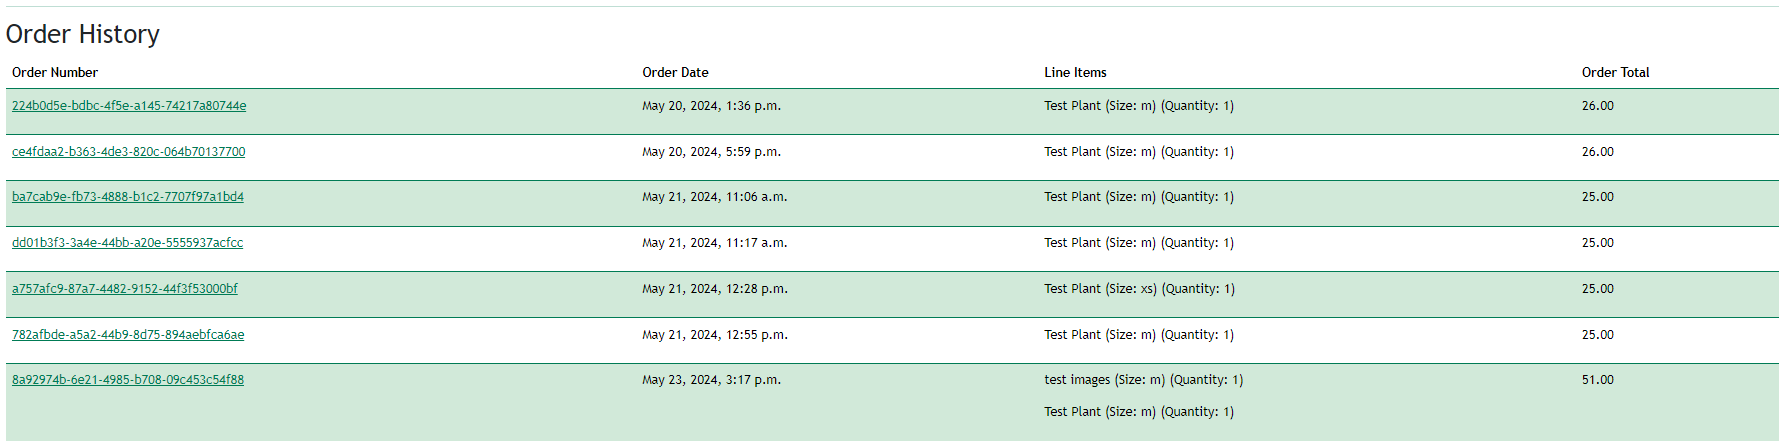 Order History
Order Number Order Date Line Items Order Total
224b0d5e-bdbc-4f5e-a145-74217a80744e May 20, 2024, 1:36 p.m. Test Plant (Size: m) (Quantity: 1) 26.00
ce4fdaa2-b363-4de3-820c-064b70137700 May 20, 2024, 5:59 p.m. Test Plant (Size: m) (Quantity: 1) 26.00
ba7cab9e-fb73-4888-b1c2-7707f97a1bd4 May 21, 2024, 11:06 a.m. Test Plant (Size: m) (Quantity: 1) 25.00
dd01b3f3-3a4e-44bb-a20e-5555937acfcc May 21, 2024, 11:17 a.m. Test Plant (Size: m) (Quantity: 1) 25.00
a757afc9-87a7-4482-9152-44f3f53000bf May 21, 2024, 12:28 p.m. Test Plant (Size: xs) (Quantity: 1) 25.00
782afbde-a5a2-44b9-8d75-894aebfca6ae May 21, 2024, 12:55 p.m. Test Plant (Size: m) (Quantity: 1) 25.00
8a92974b-6e21-4985-b708-09c453c54f88 May 23, 2024, 3:17 p.m. test images (Size: m) (Quantity: 1) 51.00
Test Plant (Size: m) (Quantity: 1)